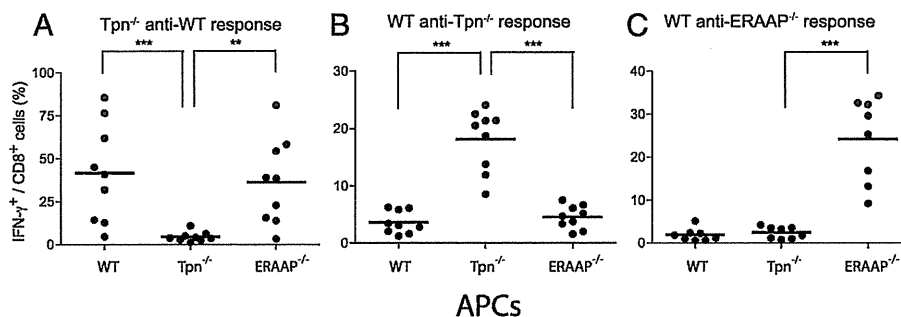 A Tpn-/- anti-WT response
*** **
IFN-γ+ / CD8+ cells (%)
100
75
50
25
0
WT Tpn-/- ERAAP-/-
B WT anti-Tpn-/- response
*** ***
30
20
10
0
WT Tpn-/- ERAAP-/-
C WT anti-ERAAP-/- response
***
40
30
20
10
0
WT Tpn-/- ERAAP-/-
APCs